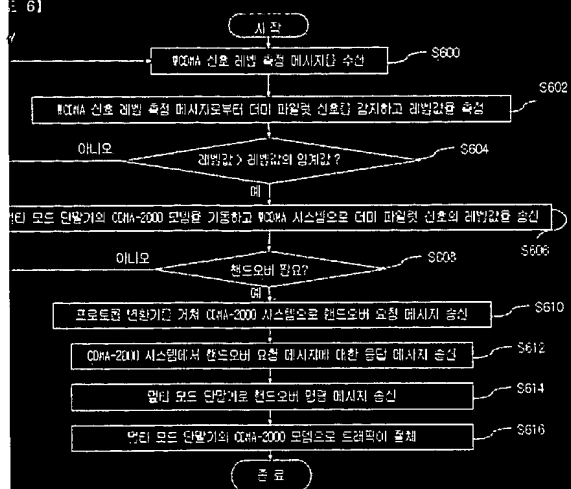 도 6】
시 작
WCDMA 신호 레벨 측정 메시지를 수신
S600
S602
WCDMA 신호 레벨 측정 메시지로부터 더미 파일럿 신호를 감지하고 레벨값을 측정
아니오
레벨값 > 레벨값의 임계값?
S604
예
멀티 모드 단말기의 CDMA-2000 모뎀을 기동하고 WCDMA 시스템으로 더미 파일럿 신호의 레벨값을 송신
S606
아니오
핸드오버 필요?
S608
예
프로토콜 변환기를 거쳐 CDMA-2000 시스템으로 핸드오버 요청 메시지 송신
S610
CDMA-2000 시스템에서 핸드오버 요청 메시지에 대한 응답 메시지 송신
S612
멀티 모드 단말기로 핸드오버 명령 메시지 송신
S614
멀티 모드 단말기의 CDMA-2000 모뎀으로 트래픽이 절체
S616
종 료